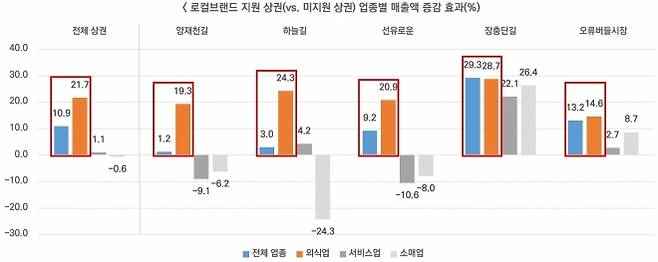 < 로컬브랜드 지원 상권(vs. 미지원 상권) 업종별 매출액 증감 효과(%) >
전체 상권 양재천길 하늘길 선유로운 장충단길 오류버들시장
40.0
30.0
20.0
10.0
0.0
-10.0
-20.0
-30.0
10.9 21.7 1.1 -0.6
1.2 19.3 -9.1 -6.2
3.0 24.3 4.2 -24.3
9.2 20.9 -10.6 -8.0
29.3 28.7 22.1 26.4
13.2 14.6 2.7 8.7
전체 업종 외식업 서비스업 소매업